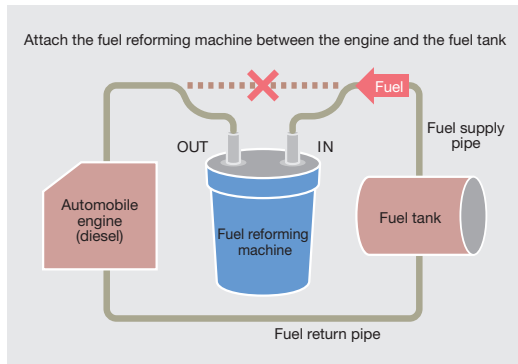 Attach the fuel reforming machine between the engine and the fuel tank
Fuel
OUT
IN
Fuel supply
pipe
Automobile
engine
(diesel)
Fuel reforming
machine
Fuel tank
Fuel return pipe